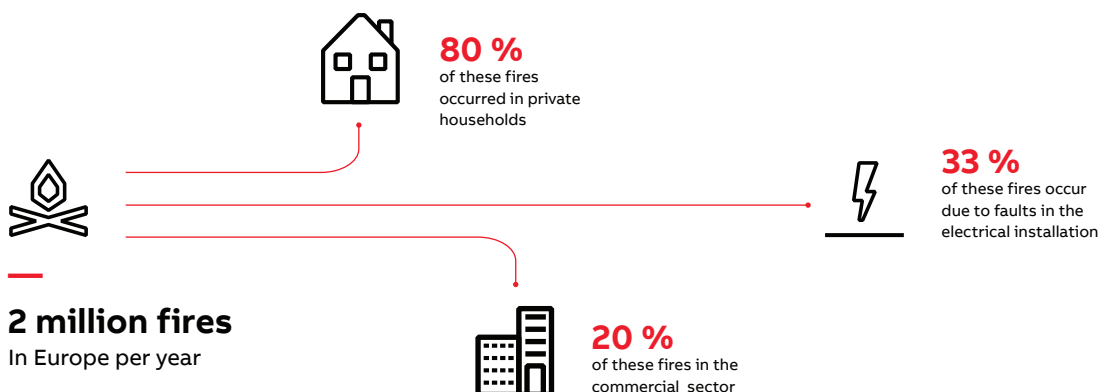 80 %
of these fires
occurred in private
households
33 %
of these fires occur
due to faults in the
electrical installation
2 million fires
In Europe per year
20 %
of these fires in the
commercial sector